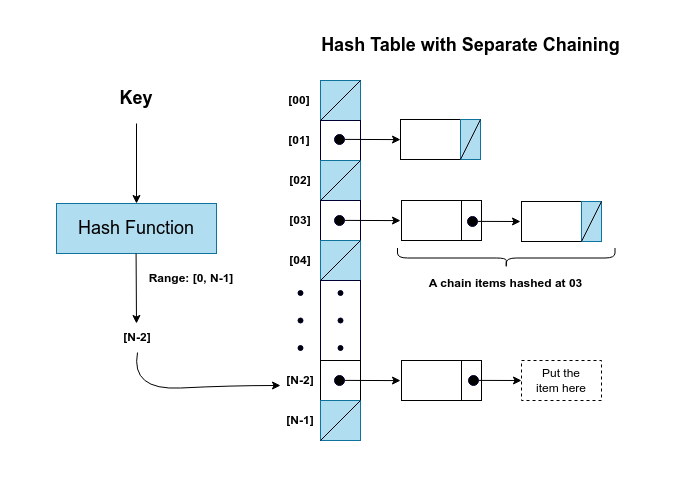 Hash Table with Separate Chaining
Key
[00]
[01]
[02]
Hash Function
[03]
[04]
Range: [0, N-1]
A chain items hashed at 03
[N-2]
[N-2]
Put the
item here
[N-1]